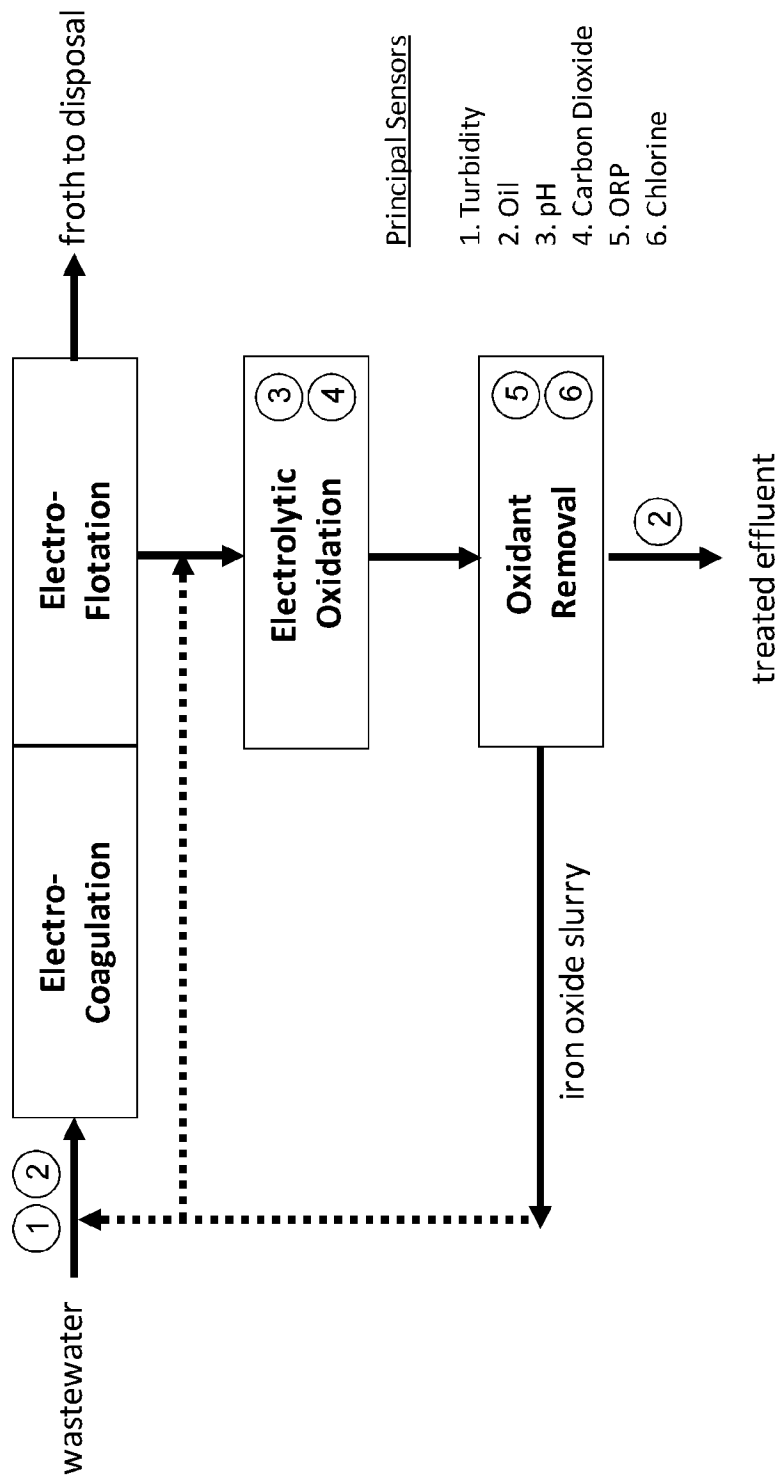 wastewater
1 2
Electro-
Coagulation
Electro-
Flotation
froth to disposal
Electrolytic
Oxidation
3
4
iron oxide slurry
Oxidant
Removal
5
6
2
treated effluent
Principal Sensors
1. Turbidity
2. Oil
3. pH
4. Carbon Dioxide
5. ORP
6. Chlorine